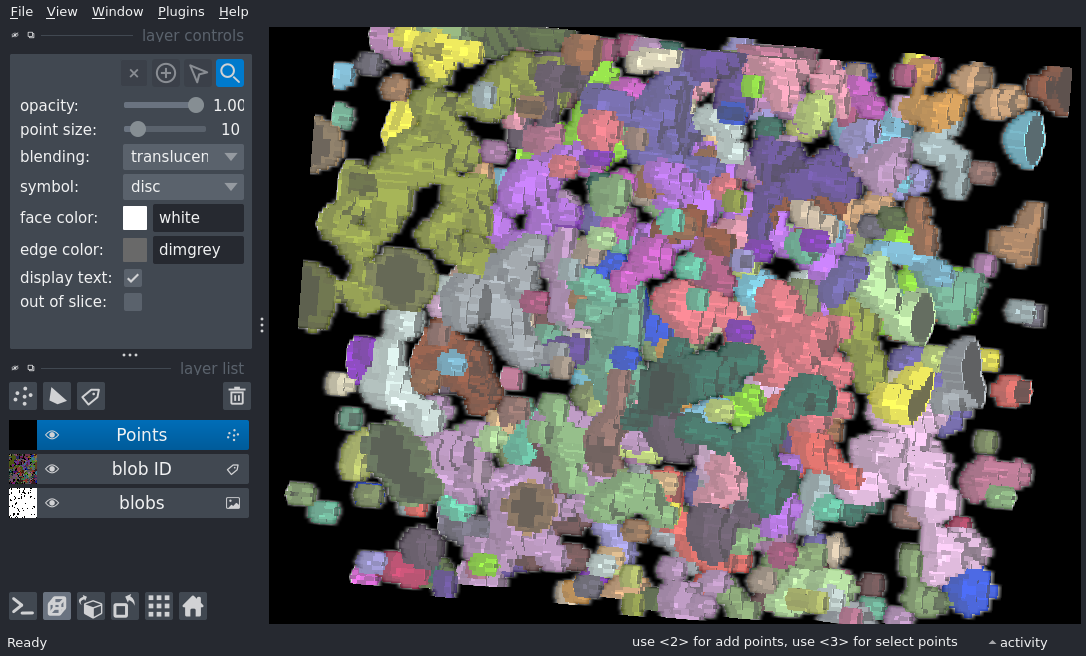 File View Window Plugins Help
layer controls
opacity: 1.00
point size: 10
blending: translucen
symbol: disc
face color: white
edge color: dimgrey
display text:
out of slice:
layer list
Points
blob ID
blobs
Ready use <2> for add points, use <3> for select points activity